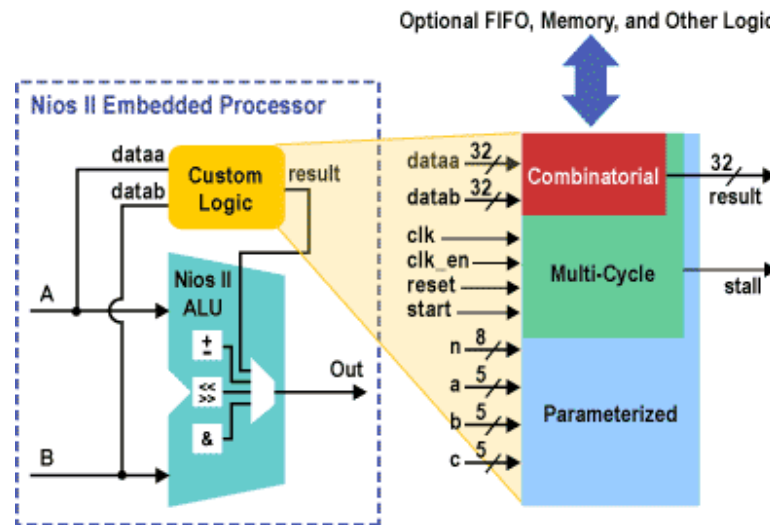 Optional FIFO, Memory, and Other Logic
Nios II Embedded Processor
dataa
datab
Custom
Logic
result
A
Nios II
ALU
+
-
<<
>>
&
Out
B
dataa
32
datab
32
clk
clk_en
reset
start
n
8
a
5
b
5
c
5
Combinatorial
Multi-Cycle
Parameterized
32
result
stall